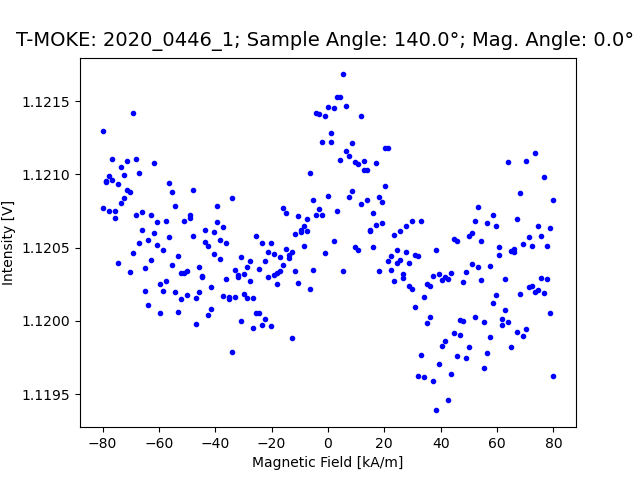 T-MOKE: 2020_0446_1; Sample Angle: 140.0°; Mag. Angle: 0.0°
Intensity [V]
1.1215
1.1210
1.1205
1.1200
1.1195
−80 −60 −40 −20 0 20 40 60 80
Magnetic Field [kA/m]